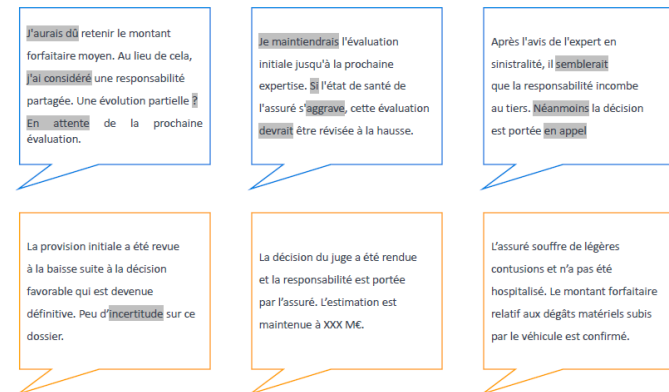 J'aurais dû retenir le montant
forfaitaire moyen. Au lieu de cela,
j'ai considéré une responsabilité
partagée. Une évolution partielle ?
En attente de la prochaine
évaluation.
Je maintiendrais l'évaluation
initiale jusqu'à la prochaine
expertise. Si l'état de santé de
l'assuré s'aggrave, cette évaluation
devrait être révisée à la hausse.
Après l'avis de l'expert en
sinistralité, il semblerait
que la responsabilité incombe
au tiers. Néanmoins la décision
est portée en appel
La provision initiale a été revue
à la baisse suite à la décision
favorable qui est devenue
définitive. Peu d'incertitude sur ce
dossier.
La décision du juge a été rendue
et la responsabilité est portée
par l'assuré. L'estimation est
maintenue à XXX M€.
L'assuré souffre de légères
contusions et n'a pas été
hospitalisé. Le montant forfaitaire
relatif aux dégâts matériels subis
par le véhicule est confirmé.